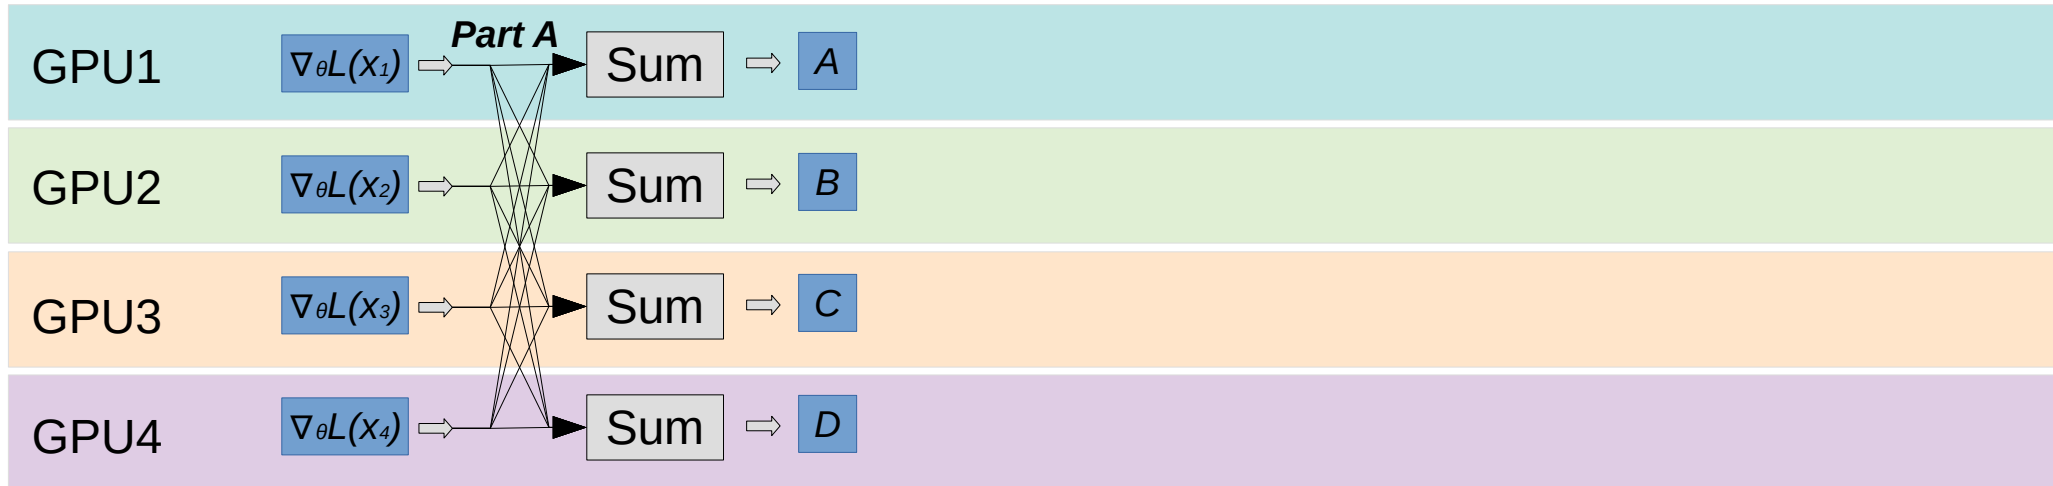 Part A
GPU1 ∇θL(x1) Sum A
GPU2 ∇θL(x2) Sum B
GPU3 ∇θL(x3) Sum C
GPU4 ∇θL(x4) Sum D